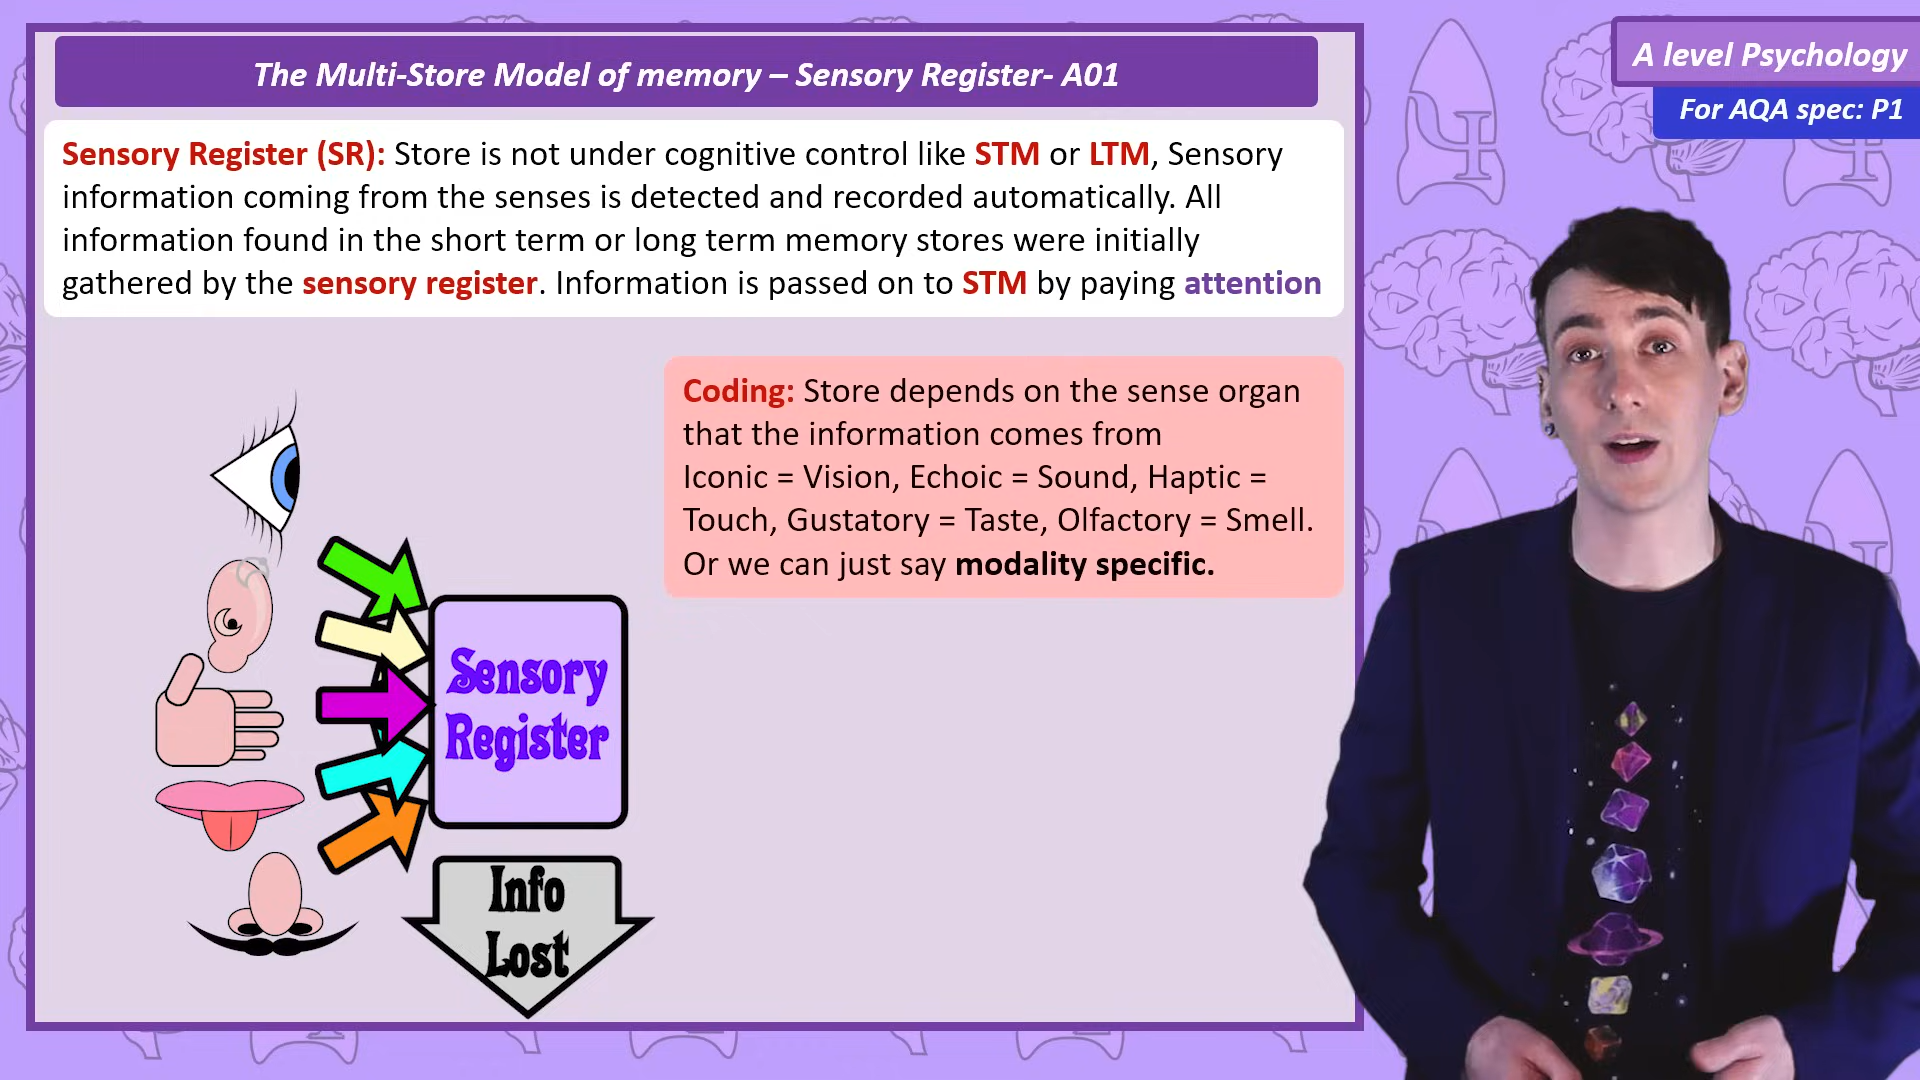 The Multi-Store Model of memory – Sensory Register- A01
A level Psychology
For AQA spec: P1
Sensory Register (SR): Store is not under cognitive control like STM or LTM, Sensory
information coming from the senses is detected and recorded automatically. All
information found in the short term or long term memory stores were initially
gathered by the sensory register. Information is passed on to STM by paying attention
Coding: Store depends on the sense organ
that the information comes from
Iconic = Vision, Echoic = Sound, Haptic =
Touch, Gustatory = Taste, Olfactory = Smell.
Or we can just say modality specific.
Sensory
Register
Info
Lost